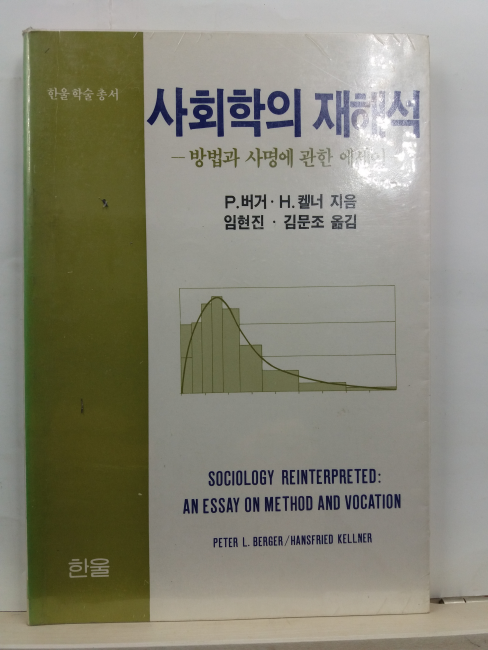 한울학술총서
사회학의 재해석
— 방법과 사명에 관한 에세이
P.버거·H.켈너 지음
임현진 · 김문조 옮김
SOCIOLOGY REINTERPRETED:
AN ESSAY ON METHOD AND VOCATION
PETER L. BERGER/HANSFRIED KELLNER
한울